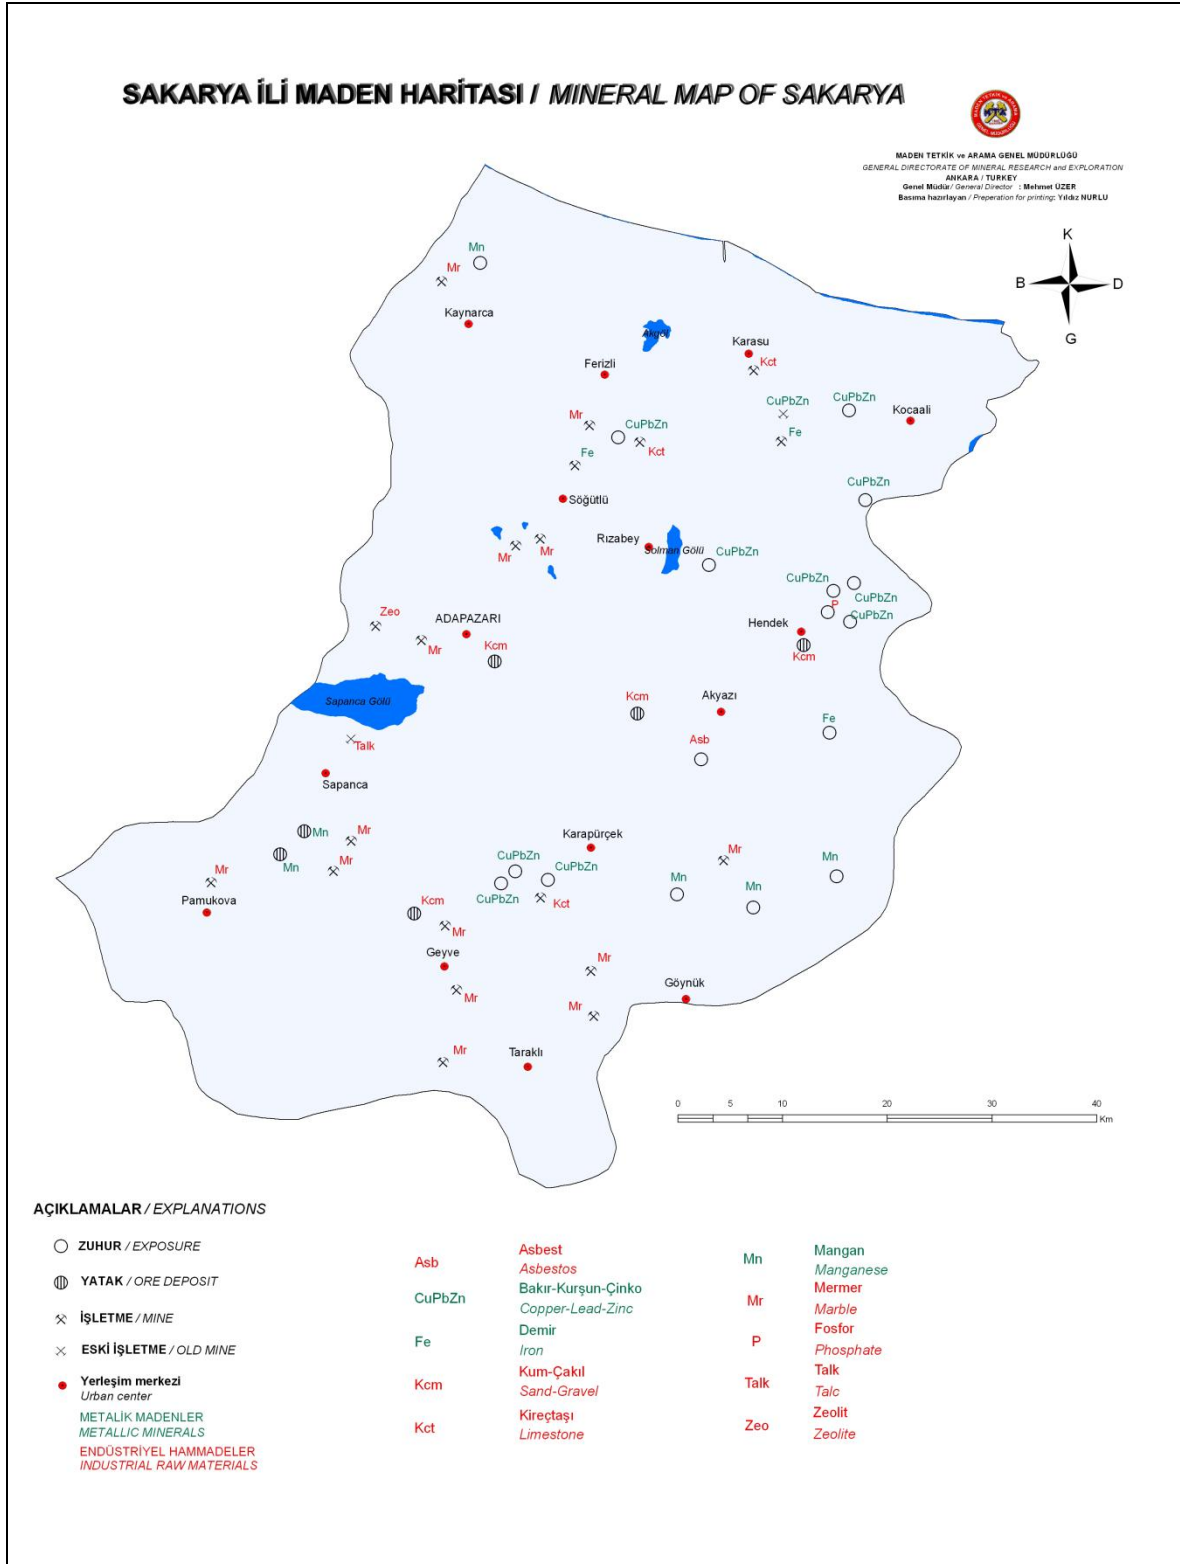 SAKARYA İLİ MADEN HARİTASI / MINERAL MAP OF SAKARYA
MADEN TETKİK ve ARAMA GENEL MÜDÜRLÜĞÜ
GENERAL DIRECTORATE OF MINERAL RESEARCH and EXPLORATION
ANKARA / TURKEY
Genel Müdür / General Director : Mehmet ÜZER
Basıma hazırlayan / Preperation for printing: Yıldız NURLU
K
B D
G
Mn
Mr
Kaynarca
Akgöl
Karasu
Ferizli
Kct
CuPbZn
CuPbZn
Kocaali
Mr
CuPbZn
Fe
Kct
Fe
CuPbZn
Söğütlü
Rızabey
Solman Gölü
CuPbZn
Mr
Mr
CuPbZn
CuPbZn
P
CuPbZn
Zeo
ADAPAZARI
Hendek
Mr
Kcm
Kcm
Sapanca Gölü
Kcm
Akyazı
Fe
Asb
Talk
Sapanca
Mn
Mr
Karapürçek
Mn
Mr
CuPbZn
CuPbZn
Mr
Mn
Mr
Pamukova
CuPbZn
Kct
Mn
Mn
Kcm
Mr
Geyve
Mr
Göynük
Mr
Mr
Mr
Taraklı
0 5 10 20 30 40
Km
AÇIKLAMALAR / EXPLANATIONS
ZUHUR / EXPOSURE
YATAK / ORE DEPOSIT
İŞLETME / MINE
ESKİ İŞLETME / OLD MINE
Yerleşim merkezi
Urban center
METALİK MADENLER
METALLIC MINERALS
ENDÜSTRİYEL HAMMADELER
INDUSTRIAL RAW MATERIALS
Asb
Asbest
Asbestos
CuPbZn
Bakır-Kurşun-Çinko
Copper-Lead-Zinc
Fe
Demir
Iron
Kcm
Kum-Çakıl
Sand-Gravel
Kct
Kireçtaşı
Limestone
Mn
Mangan
Manganese
Mr
Mermer
Marble
P
Fosfor
Phosphate
Talk
Talk
Talc
Zeo
Zeolit
Zeolite